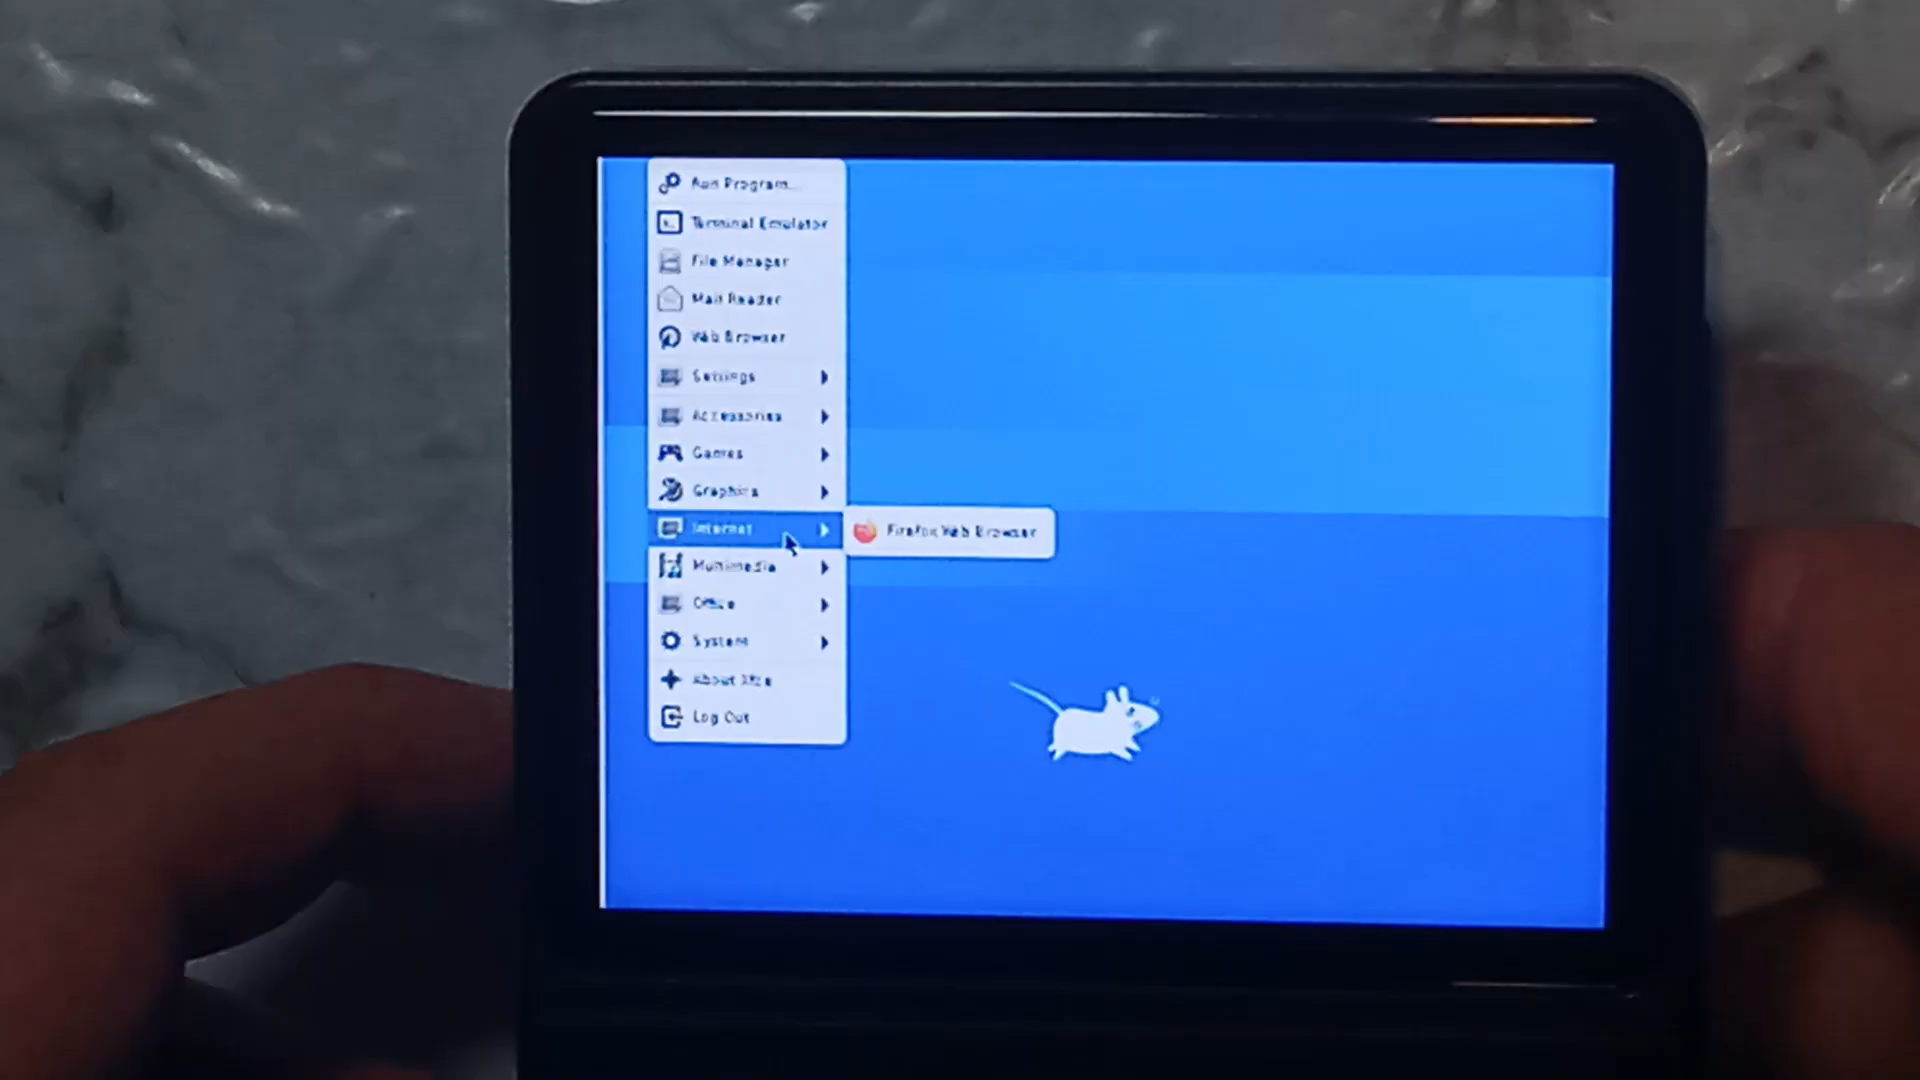 Run Program...
Terminal Emulator
File Manager
Mail Reader
Web Browser
Settings
Accessories
Games
Graphics
Internet
Firefox Web Browser
Multimedia
Office
System
About Xfce
Log Out